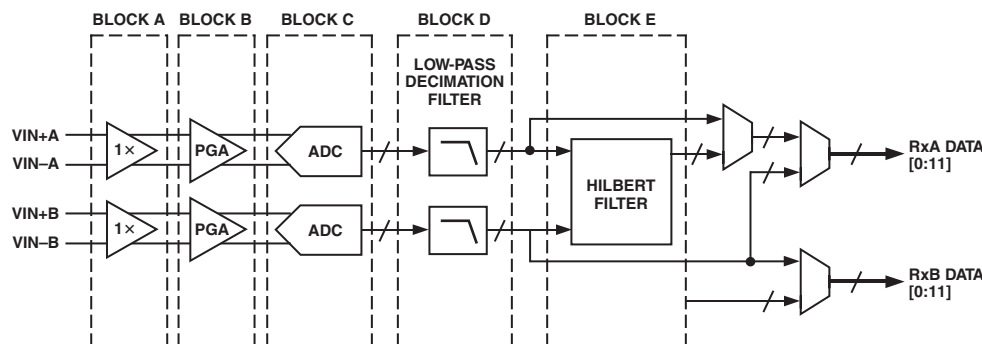 BLOCK A
BLOCK B
BLOCK C
BLOCK D
BLOCK E
LOW-PASS
DECIMATION
FILTER
VIN+A
VIN–A
1×
PGA
ADC
VIN+B
VIN–B
1×
PGA
ADC
HILBERT
FILTER
RxA DATA
[0:11]
RxB DATA
[0:11]